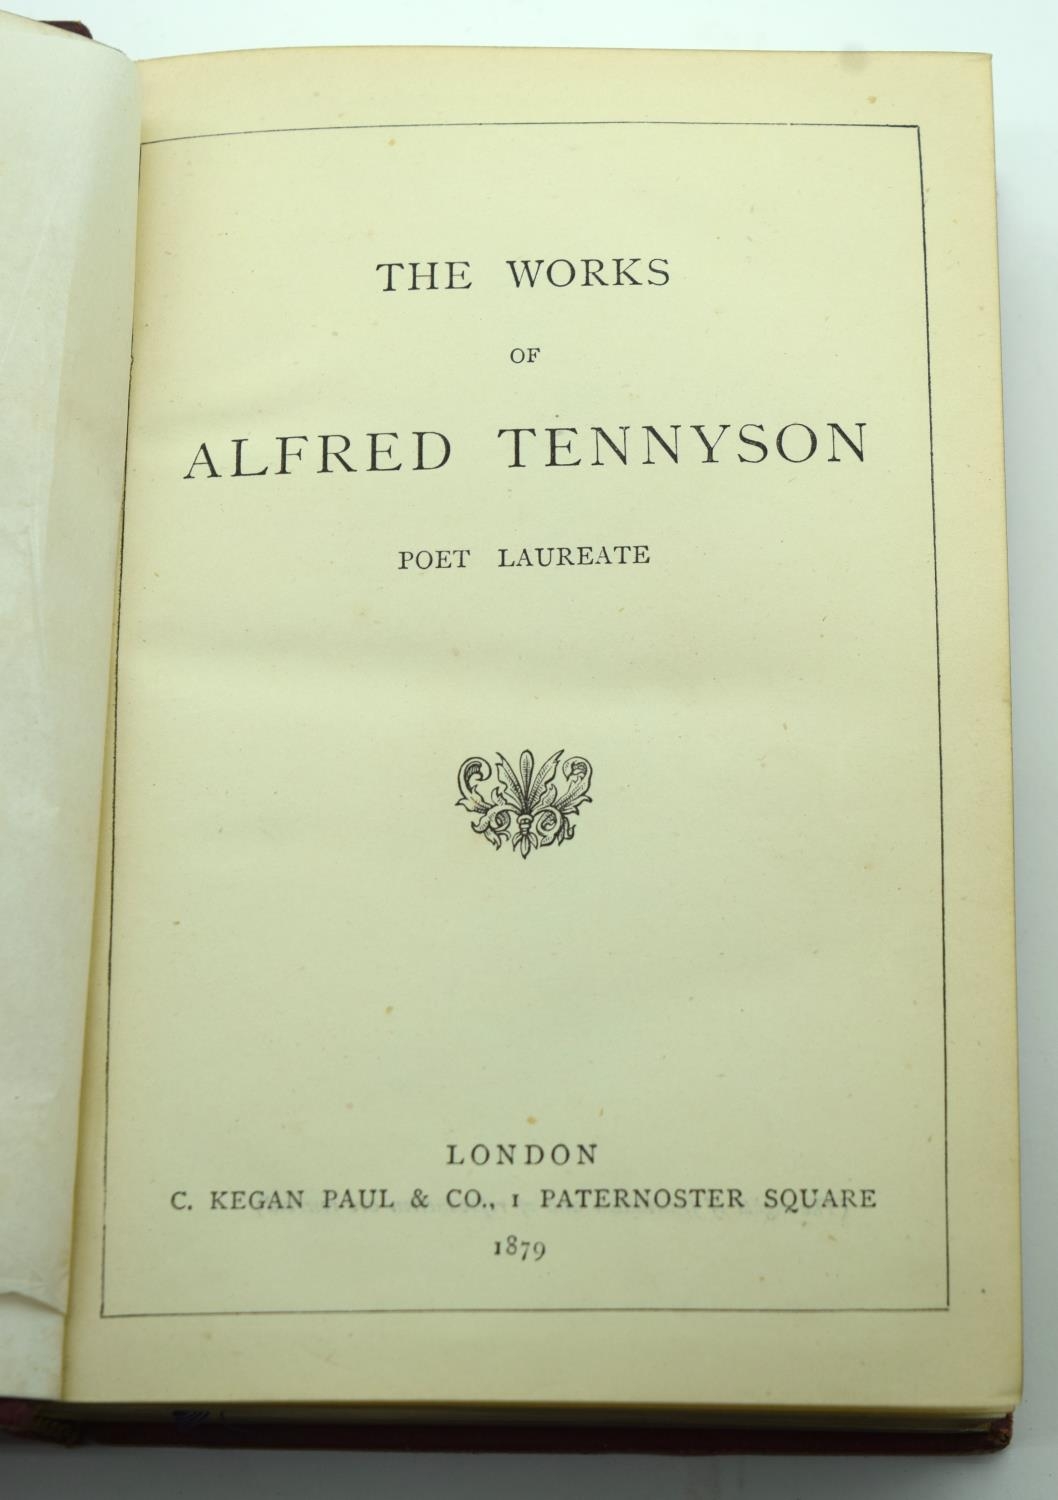 THE WORKS
OF
ALFRED TENNYSON
POET LAUREATE
LONDON
C. KEGAN PAUL & CO., 1 PATERNOSTER SQUARE
1879